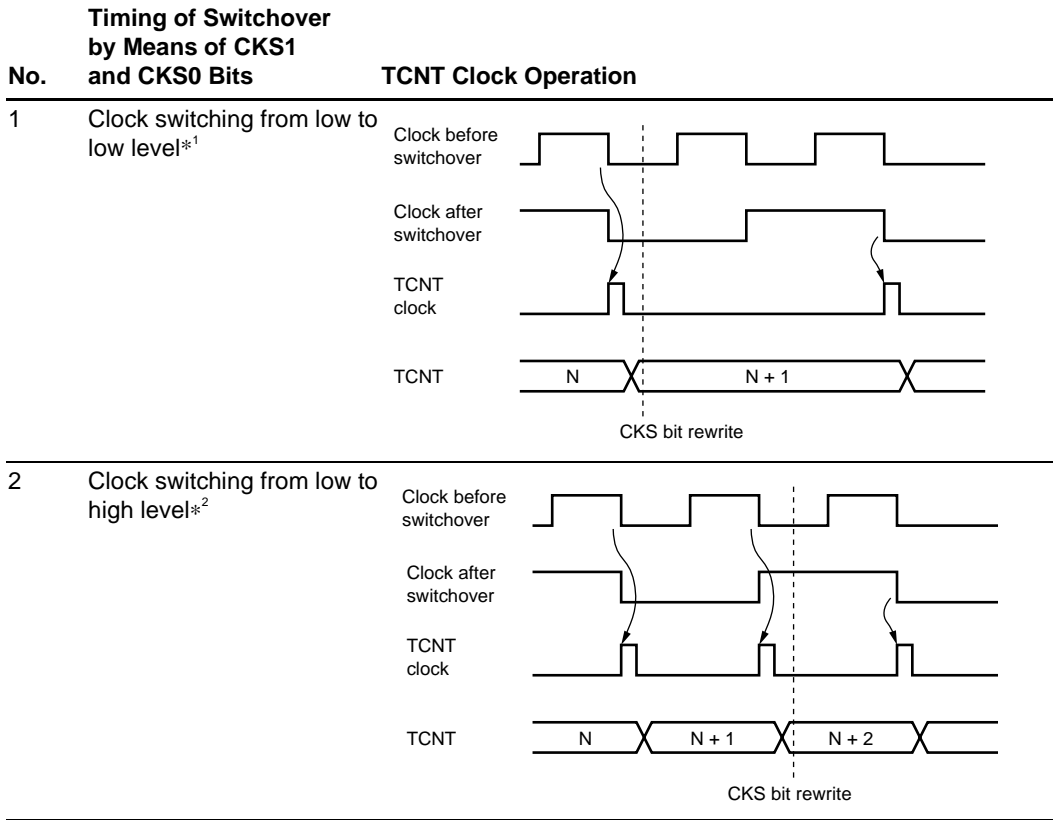 Timing of Switchover
by Means of CKS1
No. and CKS0 Bits TCNT Clock Operation
1 Clock switching from low to
low level*1
Clock before
switchover
Clock after
switchover
TCNT
clock
TCNT N N + 1
CKS bit rewrite
2 Clock switching from low to
high level*2
Clock before
switchover
Clock after
switchover
TCNT
clock
TCNT N N + 1 N + 2
CKS bit rewrite